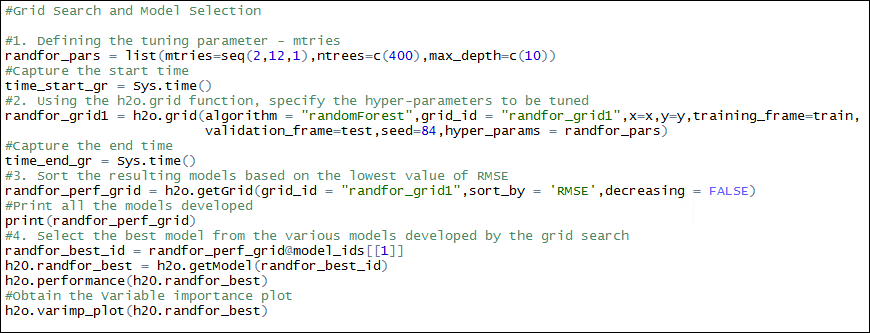 #Grid Search and Model Selection
#1. Defining the tuning parameter - mtries
randfor_pars = list(mtries=seq(2,12,1),ntrees=c(400),max_depth=c(10))
#Capture the start time
time_start_gr = Sys.time()
#2. Using the h2o.grid function, specify the hyper-parameters to be tuned
randfor_grid1 = h2o.grid(algorithm = "randomForest",grid_id = "randfor_grid1",x=x,y=y,training_frame=train,
validation_frame=test,seed=84,hyper_params = randfor_pars)
#Capture the end time
time_end_gr = Sys.time()
#3. Sort the resulting models based on the lowest value of RMSE
randfor_perf_grid = h2o.getGrid(grid_id = "randfor_grid1",sort_by = 'RMSE',decreasing = FALSE)
#Print all the models developed
print(randfor_perf_grid)
#4. Select the best model from the various models developed by the grid search
randfor_best_id = randfor_perf_grid@model_ids[[1]]
h20.randfor_best = h2o.getModel(randfor_best_id)
h2o.performance(h20.randfor_best)
#Obtain the Variable importance plot
h2o.varimp_plot(h20.randfor_best)